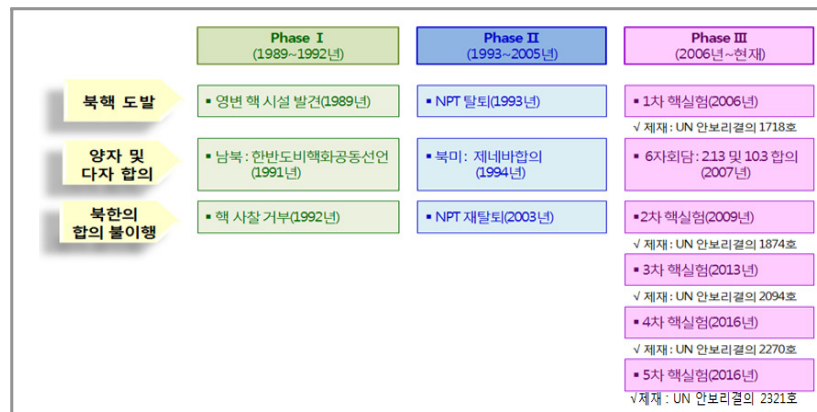 Phase Ⅰ
(1989~1992년)
Phase Ⅱ
(1993~2005년)
Phase Ⅲ
(2006년~현재)
북핵 도발
▪ 영변 핵 시설 발견(1989년)
▪ NPT 탈퇴(1993년)
▪ 1차 핵실험(2006년)
√ 제재 : UN 안보리결의 1718호
양자 및
다자 합의
▪ 남북 : 한반도비핵화공동선언
(1991년)
▪ 북미 : 제네바합의
(1994년)
▪ 6자회담 : 2.13 및 10.3 합의
(2007년)
북한의
합의 불이행
▪ 핵 사찰 거부(1992년)
▪ NPT 재탈퇴(2003년)
▪2차 핵실험(2009년)
√ 제재 : UN 안보리결의 1874호
▪ 3차 핵실험(2013년)
√ 제재 : UN 안보리결의 2094호
▪ 4차 핵실험(2016년)
√ 제재 : UN 안보리결의 2270호
▪ 5차 핵실험(2016년)
√제재 : UN 안보리결의 2321호